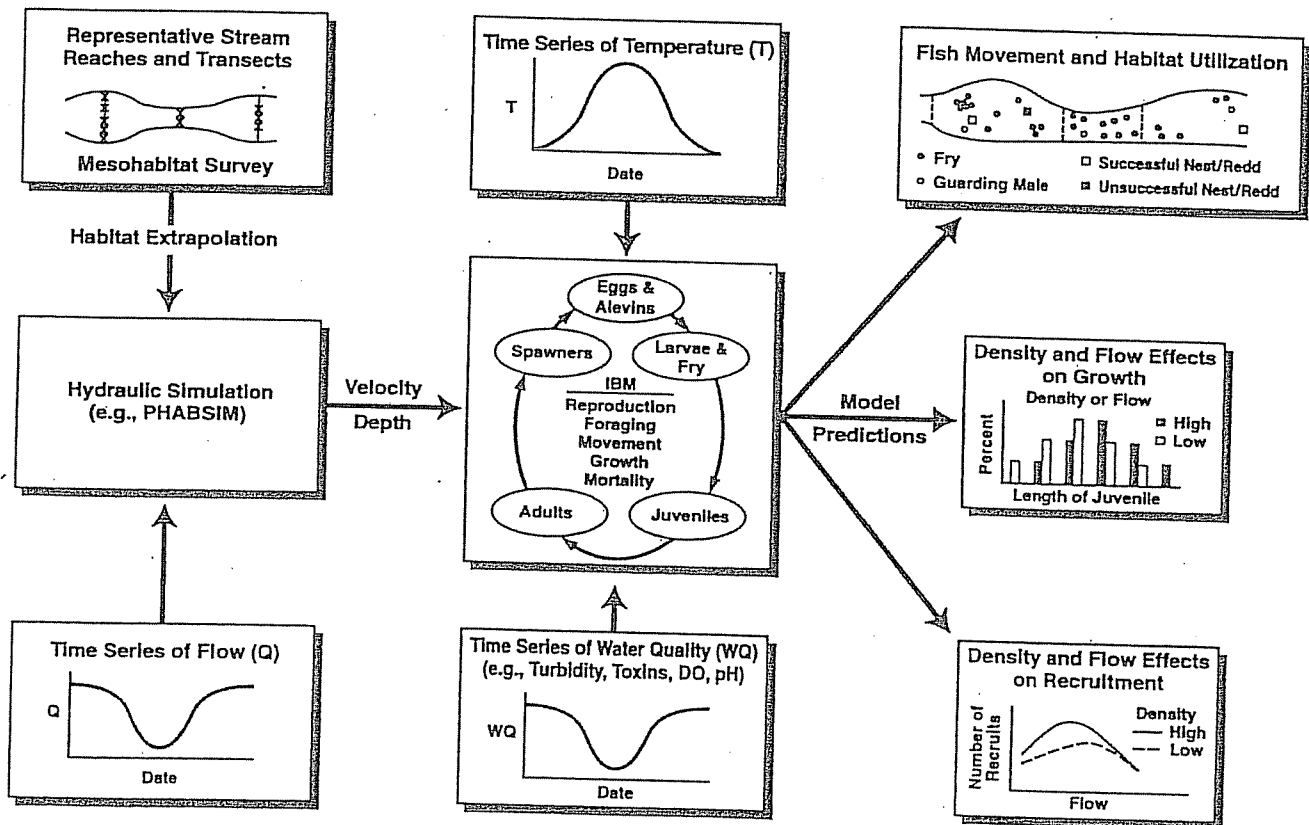 Representative Stream
Reaches and Transects
Mesohabitat Survey
Habitat Extrapolation
Hydraulic Simulation
(e.g., PHABSIM)
Velocity
Depth
Time Series of Flow (Q)
Q
Date
Time Series of Temperature (T)
T
Date
Eggs &
Alevins
Spawners
Larvae &
Fry
IBM
Reproduction
Foraging
Movement
Growth
Mortality
Adults
Juveniles
Time Series of Water Quality (WQ)
(e.g., Turbidity, Toxins, DO, pH)
WQ
Date
Model
Predictions
Fish Movement and Habitat Utilization
Fry
Successful Nest/Redd
Guarding Male
Unsuccessful Nest/Redd
Density and Flow Effects
on Growth
Density or Flow
High
Low
Percent
Length of Juvenile
Density and Flow Effects
on Recruitment
Number of
Recruits
Density
High
Low
Flow